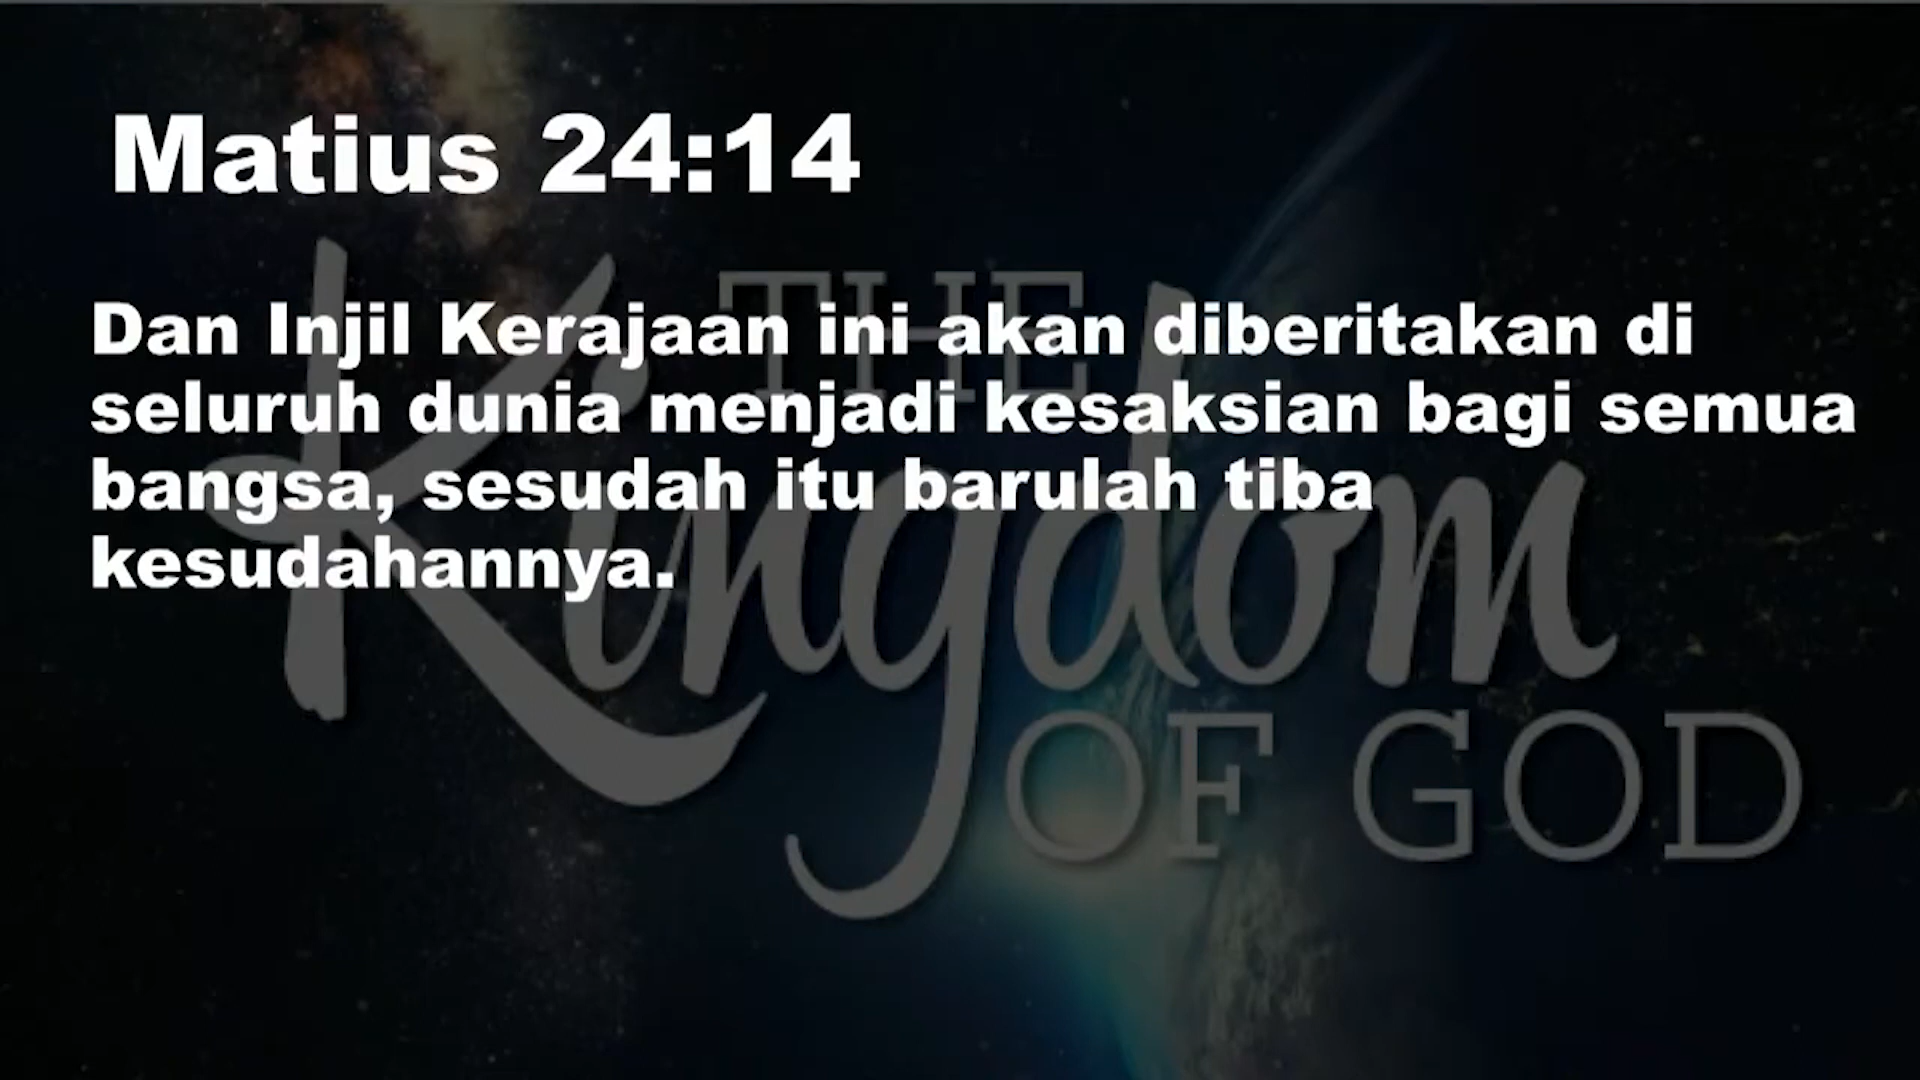 Matius 24:14
Dan Injil Kerajaan ini akan diberitakan di
seluruh dunia menjadi kesaksian bagi semua
bangsa, sesudah itu barulah tiba
kesudahannya.
THE
Kingdom
OF GOD